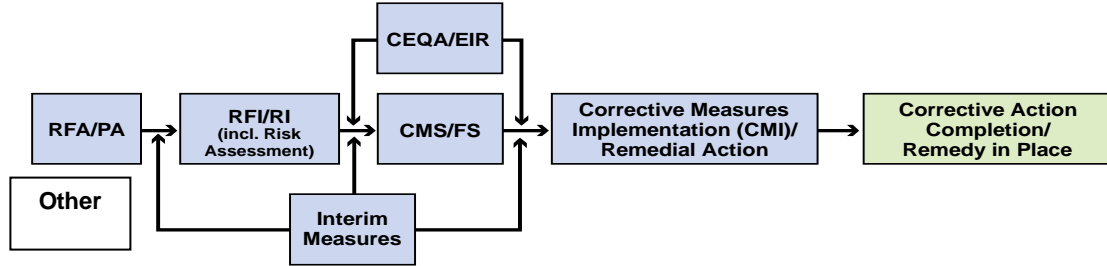 CEQA/EIR
RFA/PA
RFI/RI
(incl. Risk
Assessment)
CMS/FS
Corrective Measures
Implementation (CMI)/
Remedial Action
Corrective Action
Completion/
Remedy in Place
Other
Interim
Measures